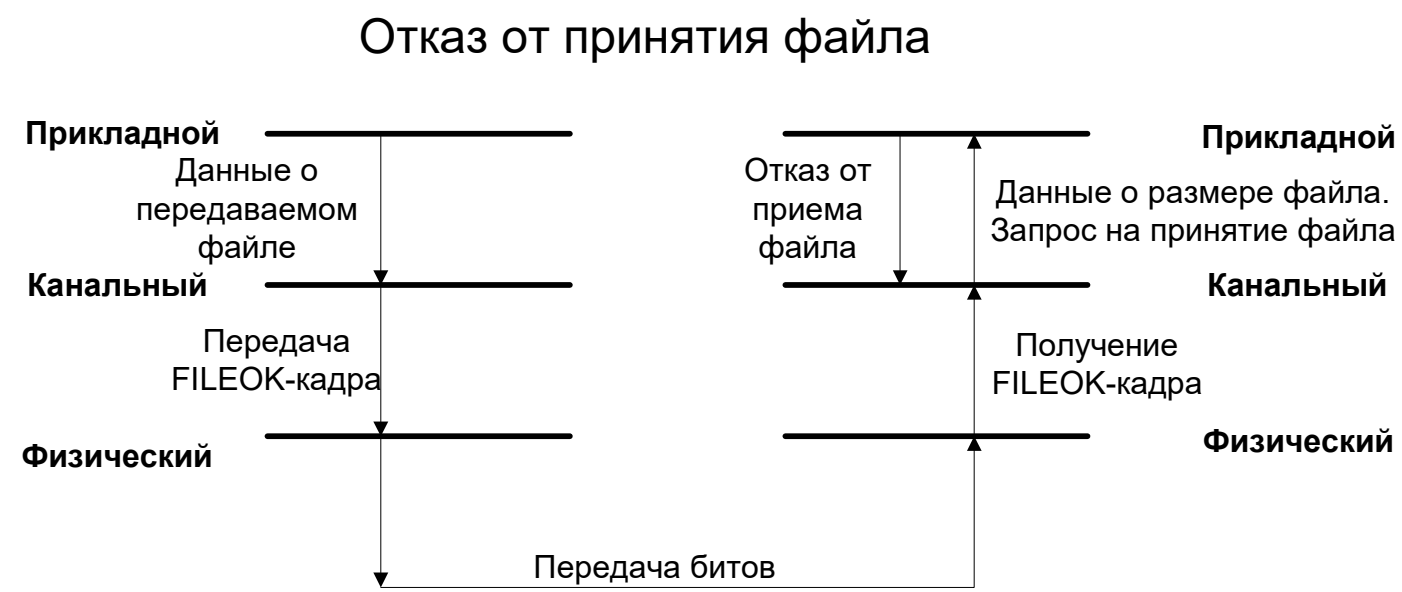 Отказ от принятия файла
Прикладной
Данные о
передаваемом
файле
Канальный
Передача
FILEOK-кадра
Физический
Передача битов
Отказ от
приема
файла
Прикладной
Данные о размере файла.
Запрос на принятие файла
Канальный
Получение
FILEOK-кадра
Физический